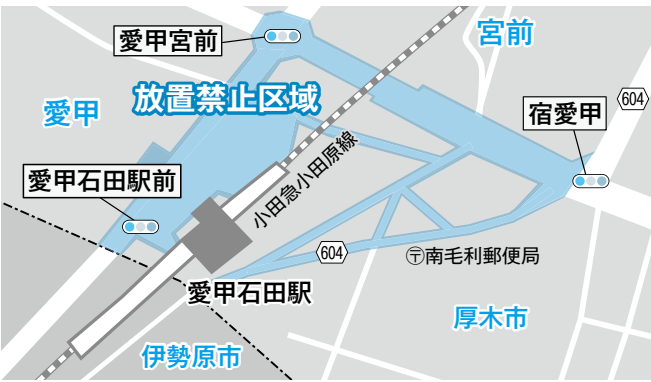 愛甲宮前
宮前
放置禁止区域
愛甲
宿愛甲
604
愛甲石田駅前
小田急小田原線
604
〒南毛利郵便局
愛甲石田駅
厚木市
伊勢原市